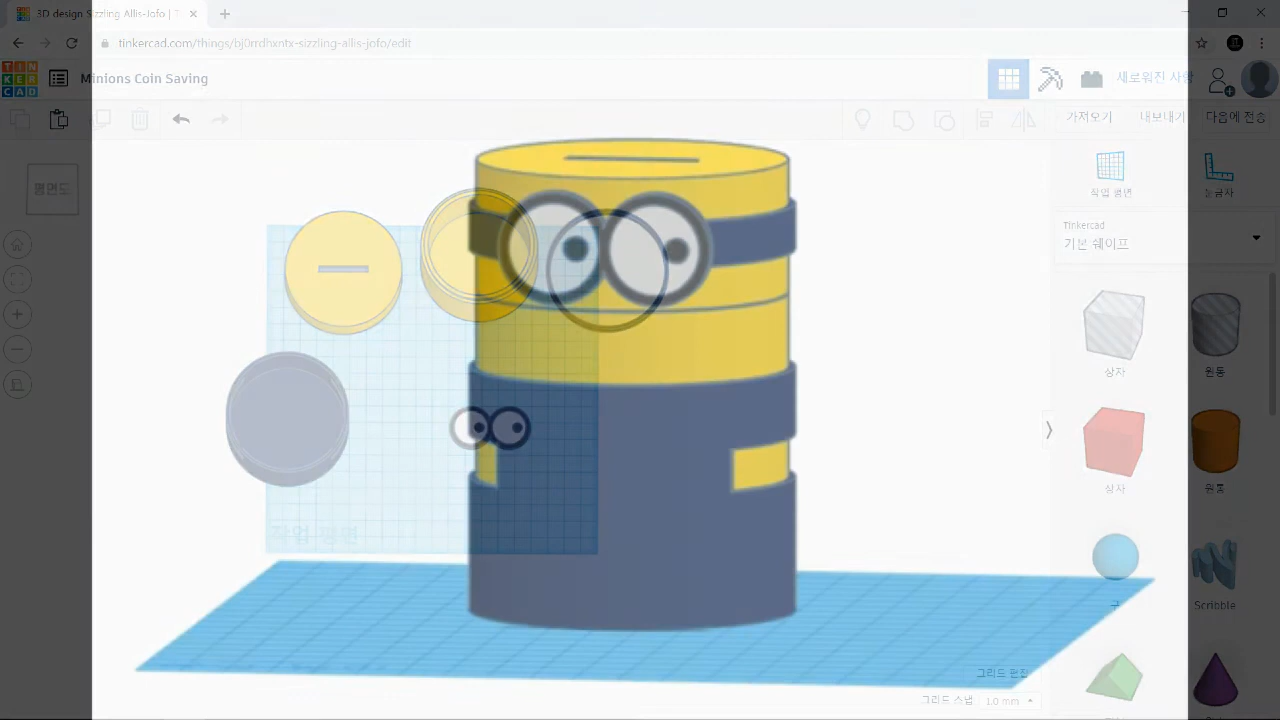 3D design Sizzling Allis-Jofo | T
tinkercad.com/things/bj0rrdhxntx-sizzling-allis-jofo/edit
TIN
KER
CAD
Minions Coin Saving
새로워진 사항
가져오기
내보내기
다음에 전송
평면도
작업 평면
눈금자
Tinkercad
기본 쉐이프
상자
원통
상자
원통
작업 평면
구
Scribble
그리드 편집
그리드 스냅
1.0 mm